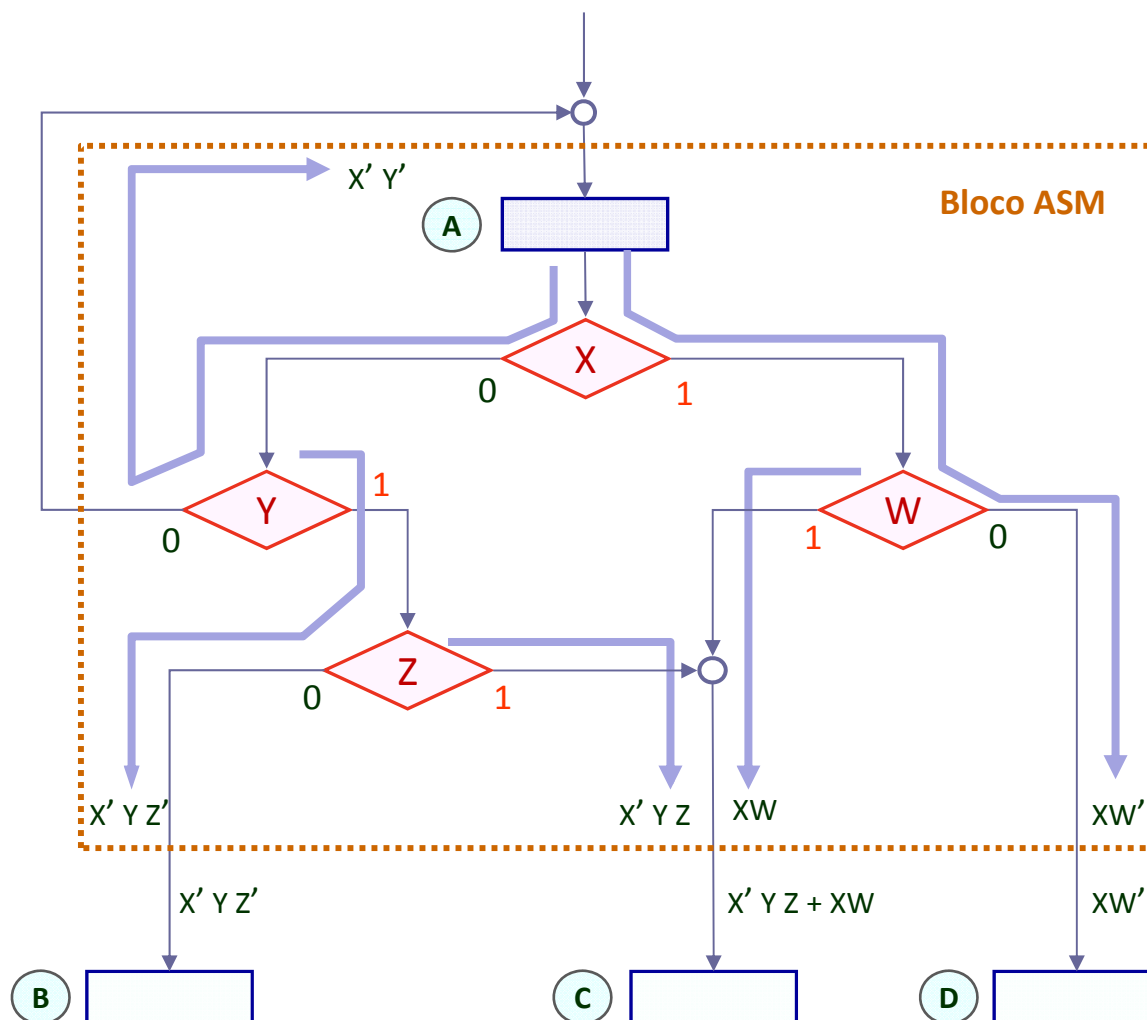 X’ Y’
Bloco ASM
A
X
0
1
Y
1
0
W
1
0
Z
0
1
X’ Y Z’
X’ Y Z
XW
XW’
X’ Y Z’
X’ Y Z + XW
XW’
B
C
D